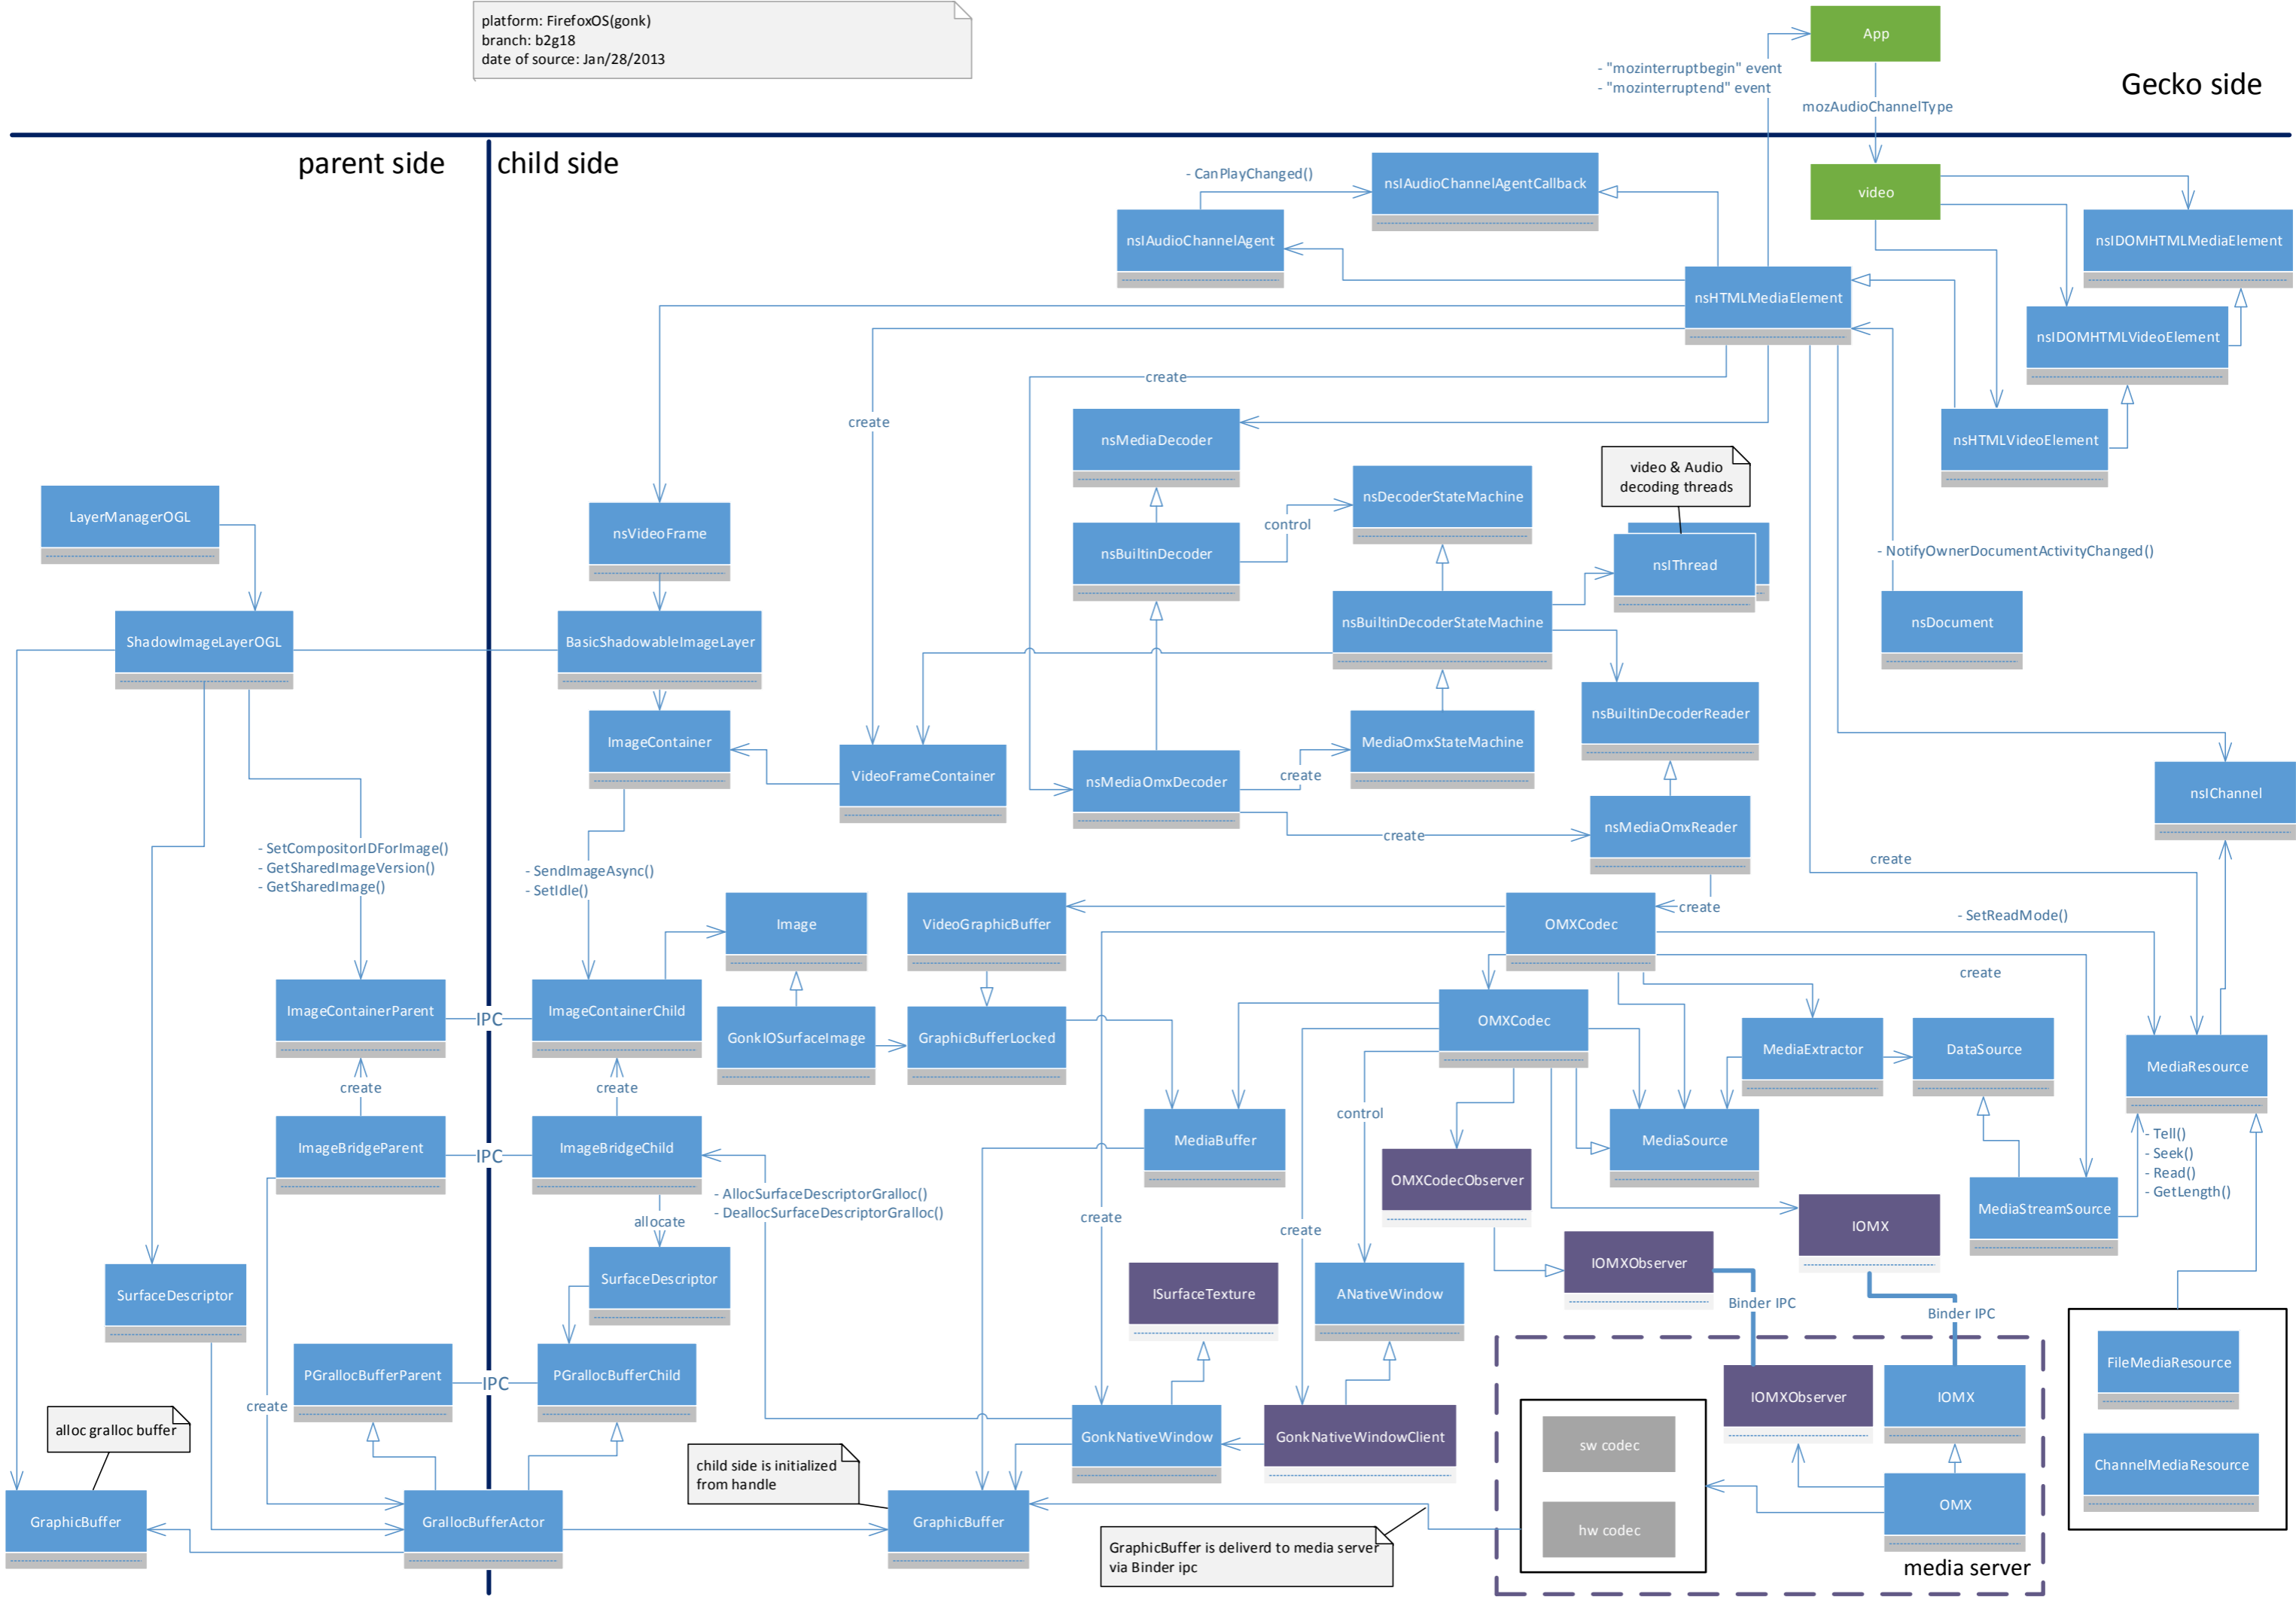 platform: FirefoxOS(gonk)
branch: b2g18
date of source: Jan/28/2013
App
- "mozinterruptbegin" event
- "mozinterruptend" event
Gecko side
mozAudioChannelType
parent side
child side
- CanPlayChanged()
nsIAudioChannelAgentCallback
video
nsIAudioChannelAgent
nsIDOMHTMLMediaElement
nsHTMLMediaElement
nsIDOMHTMLVideoElement
create
create
nsMediaDecoder
nsHTMLVideoElement
video & Audio
decoding threads
LayerManagerOGL
nsVideoFrame
nsDecoderStateMachine
control
nsBuiltinDecoder
nsIThread
- NotifyOwnerDocumentActivityChanged()
ShadowImageLayerOGL
BasicShadowableImageLayer
nsBuiltinDecoderStateMachine
nsDocument
ImageContainer
nsBuiltinDecoderReader
MediaOmxStateMachine
VideoFrameContainer
nsMediaOmxDecoder
create
nsIChannel
nsMediaOmxReader
create
- SetCompositorIDForImage()
- GetSharedImageVersion()
- GetSharedImage()
- SendImageAsync()
- SetIdle()
create
create
Image
VideoGraphicBuffer
OMXCodec
- SetReadMode()
create
ImageContainerParent
IPC
ImageContainerChild
GonkIOSurfaceImage
GraphicBufferLocked
OMXCodec
MediaExtractor
DataSource
MediaResource
create
create
control
ImageBridgeParent
IPC
ImageBridgeChild
MediaBuffer
MediaSource
- Tell()
- Seek()
- Read()
- GetLength()
- AllocSurfaceDescriptorGralloc()
- DeallocSurfaceDescriptorGralloc()
OMXCodecObserver
allocate
create
create
IOMX
MediaStreamSource
SurfaceDescriptor
SurfaceDescriptor
ISurfaceTexture
ANativeWindow
IOMXObserver
Binder IPC
Binder IPC
PGrallocBufferParent
IPC
PGrallocBufferChild
FileMediaResource
IOMXObserver
IOMX
create
alloc gralloc buffer
GonkNativeWindow
GonkNativeWindowClient
sw codec
child side is initialized
from handle
ChannelMediaResource
GraphicBuffer
GrallocBufferActor
GraphicBuffer
hw codec
OMX
GraphicBuffer is deliverd to media server
via Binder ipc
media server